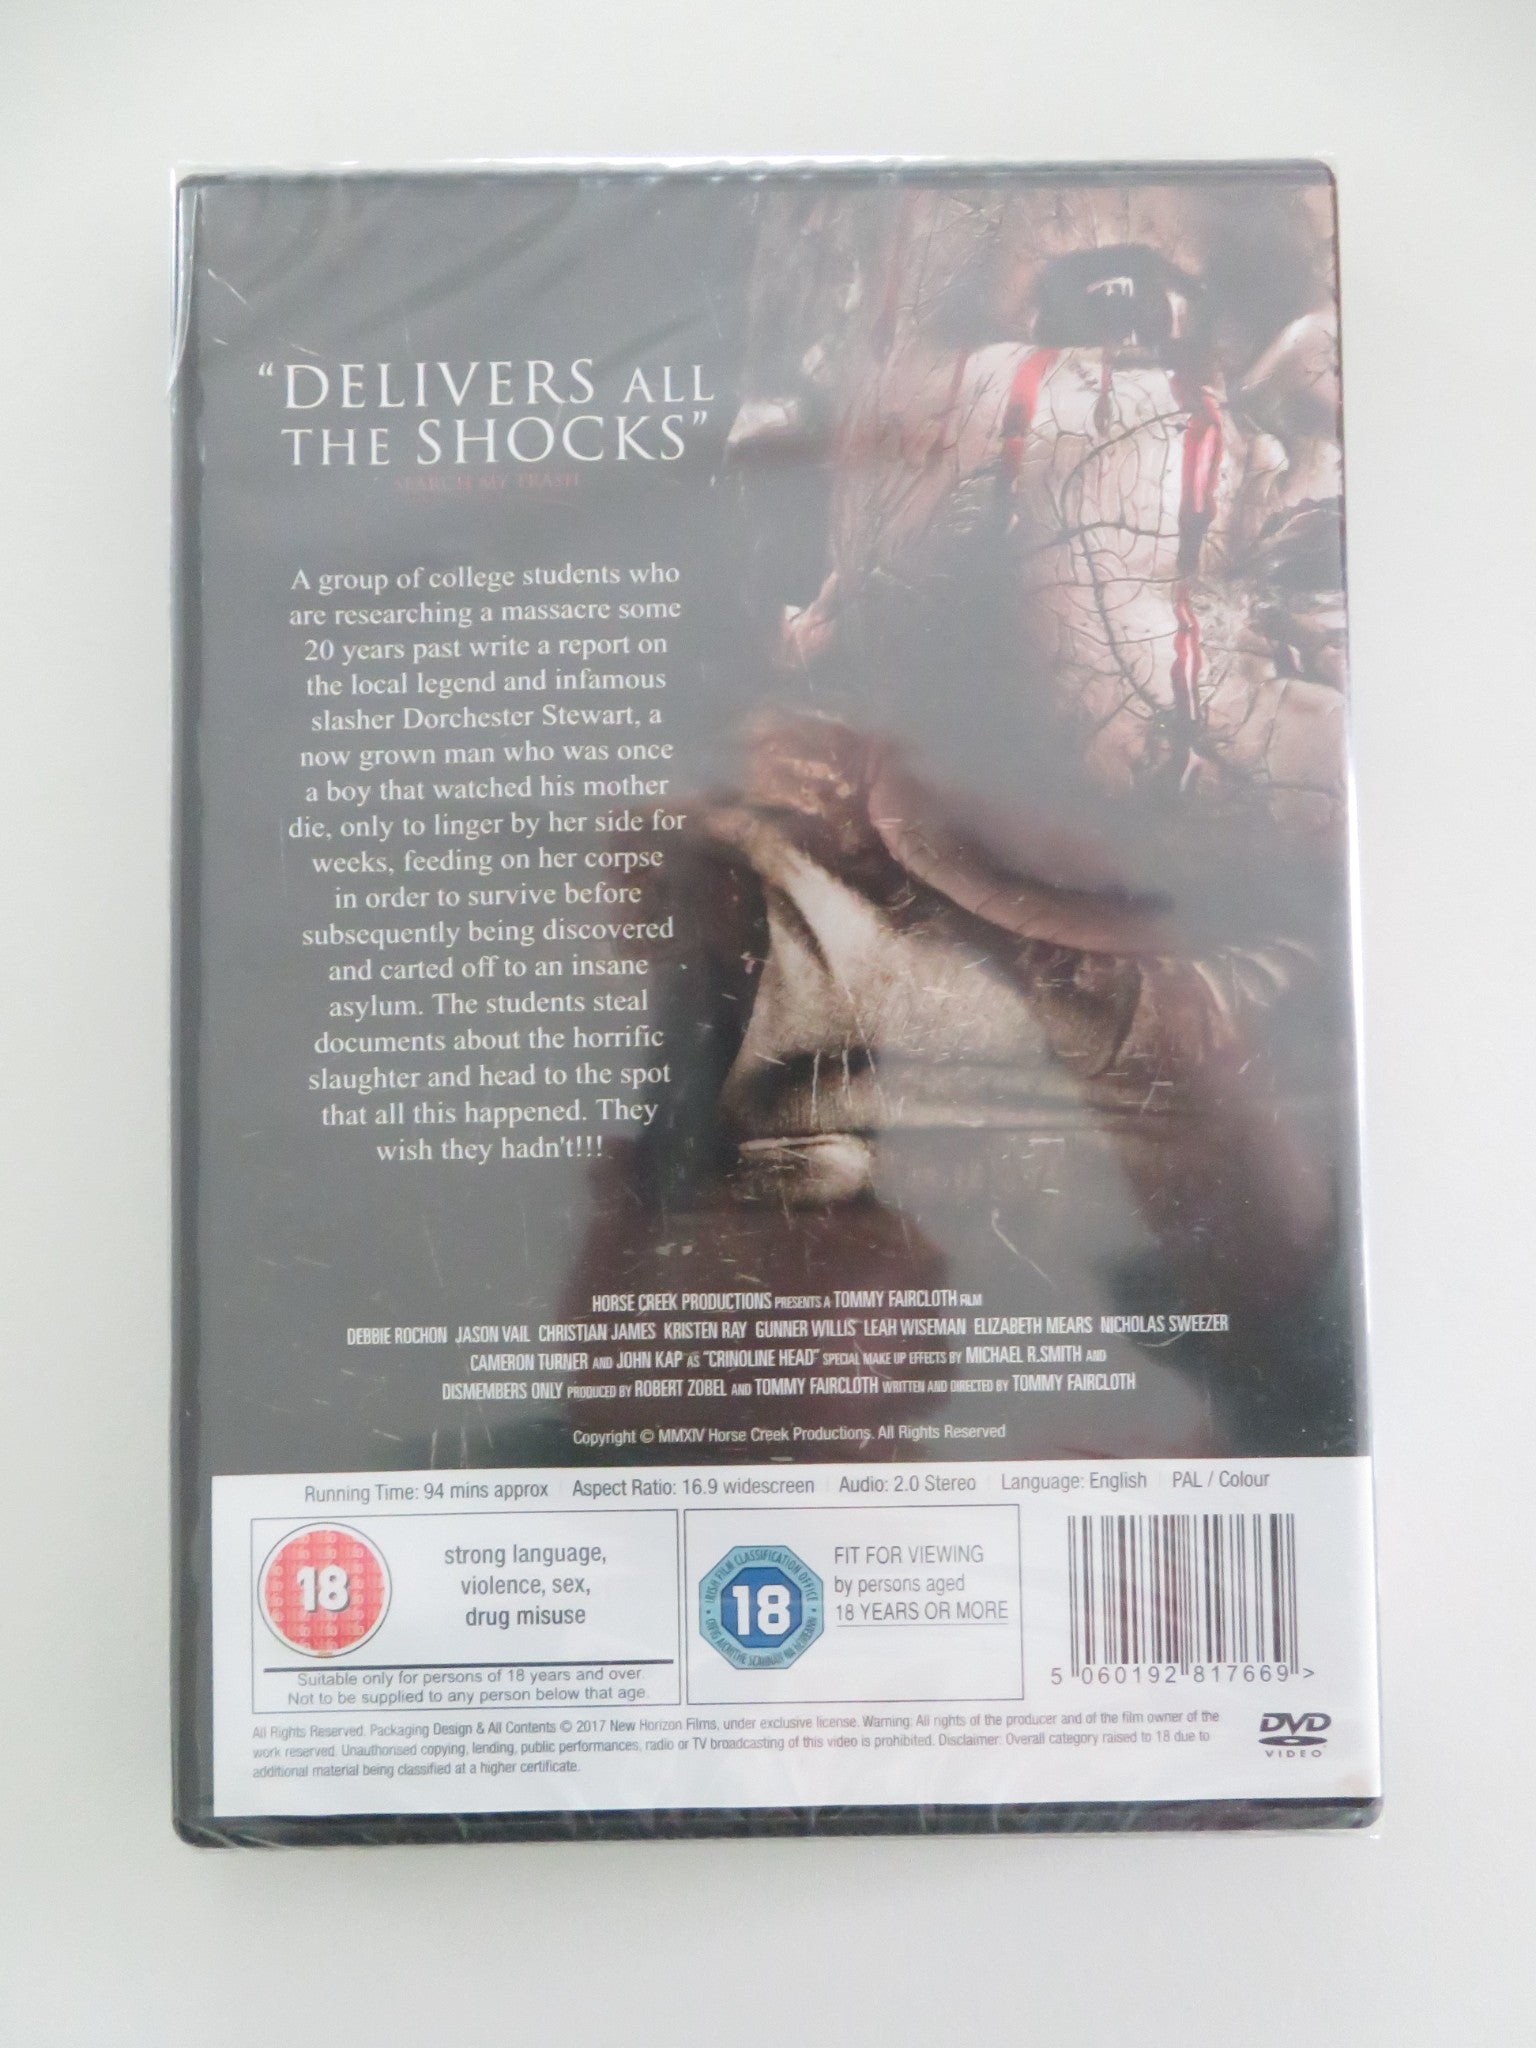 “DELIVERS ALL
THE SHOCKS”
SEARCH MY TRASH
A group of college students who
are researching a massacre some
20 years past write a report on
the local legend and infamous
slasher Dorchester Stewart, a
now grown man who was once
a boy that watched his mother
die, only to linger by her side for
weeks, feeding on her corpse
in order to survive before
subsequently being discovered
and carted off to an insane
asylum. The students steal
documents about the horrific
slaughter and head to the spot
that all this happened. They
wish they hadn't!!!
HORSE CREEK PRODUCTIONS PRESENTS A TOMMY FAIRCLOTH FILM
DEBBIE ROCHON JASON VAIL CHRISTIAN JAMES KRISTEN RAY GUNNER WILLIS LEAH WISEMAN ELIZABETH MEARS NICHOLAS SWEEZER
CAMERON TURNER AND JOHN KAP AS "CRINOLINE HEAD" SPECIAL MAKE UP EFFECTS BY MICHAEL R.SMITH AND
DISMEMBERS ONLY PRODUCED BY ROBERT ZOBEL AND TOMMY FAIRCLOTH WRITTEN AND DIRECTED BY TOMMY FAIRCLOTH
Copyright © MMXIV Horse Creek Productions. All Rights Reserved
Running Time: 94 mins approx Aspect Ratio: 16.9 widescreen Audio: 2.0 Stereo Language: English PAL / Colour
18
strong language,
violence, sex,
drug misuse
Suitable only for persons of 18 years and over.
Not to be supplied to any person below that age.
IRISH FILM CLASSIFICATION OFFICE
18
FIT FOR VIEWING
by persons aged
18 YEARS OR MORE
5 060192 817669 >
All Rights Reserved. Packaging Design & All Contents © 2017 New Horizon Films, under exclusive license. Warning: All rights of the producer and of the film owner of the
work reserved. Unauthorised copying, lending, public performances, radio or TV broadcasting of this video is prohibited. Disclaimer: Overall category raised to 18 due to
additional material being classified at a higher certificate.
DVD
VIDEO